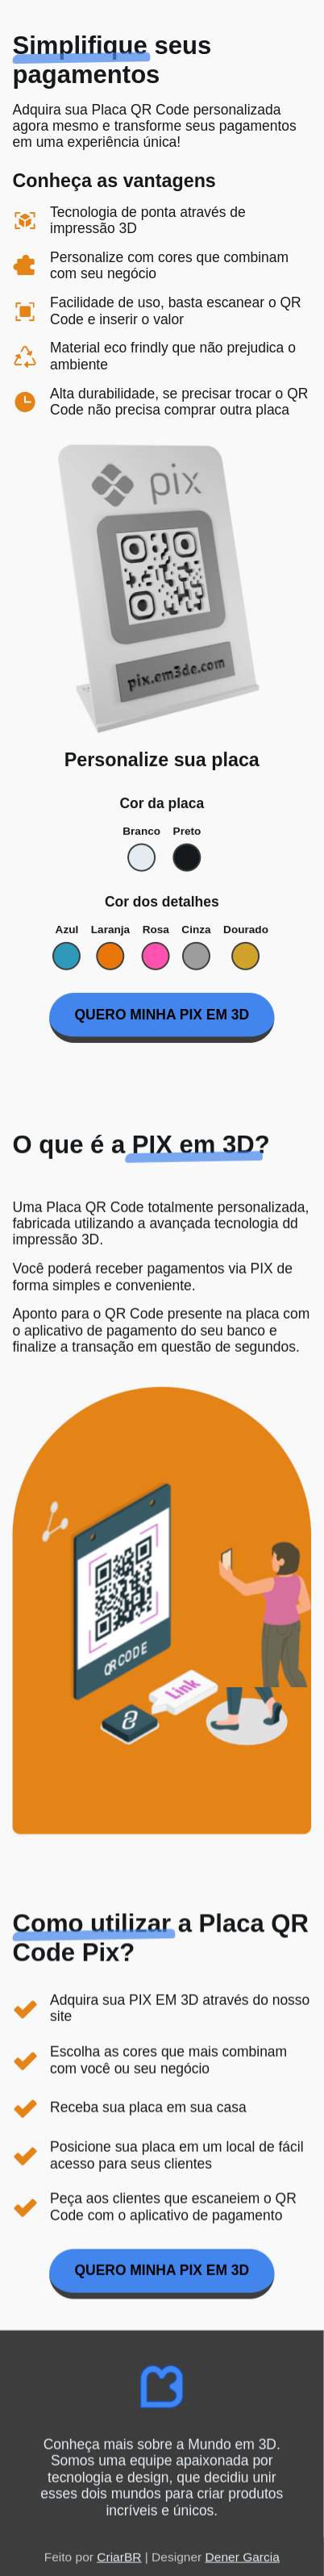 Simplifique seus
pagamentos
Adquira sua Placa QR Code personalizada
agora mesmo e transforme seus pagamentos
em uma experiência única!
Conheça as vantagens
Tecnologia de ponta através de
impressão 3D
Personalize com cores que combinam
com seu negócio
Facilidade de uso, basta escanear o QR
Code e inserir o valor
Material eco frindly que não prejudica o
ambiente
Alta durabilidade, se precisar trocar o QR
Code não precisa comprar outra placa
pix
pix.em3de.com
Personalize sua placa
Cor da placa
Branco Preto
Cor dos detalhes
Azul Laranja Rosa Cinza Dourado
QUERO MINHA PIX EM 3D
O que é a PIX em 3D?
Uma Placa QR Code totalmente personalizada,
fabricada utilizando a avançada tecnologia dd
impressão 3D.
Você poderá receber pagamentos via PIX de
forma simples e conveniente.
Aponto para o QR Code presente na placa com
o aplicativo de pagamento do seu banco e
finalize a transação em questão de segundos.
QR CODE
Link
Como utilizar a Placa QR
Code Pix?
Adquira sua PIX EM 3D através do nosso
site
Escolha as cores que mais combinam
com você ou seu negócio
Receba sua placa em sua casa
Posicione sua placa em um local de fácil
acesso para seus clientes
Peça aos clientes que escaneiem o QR
Code com o aplicativo de pagamento
QUERO MINHA PIX EM 3D
Conheça mais sobre a Mundo em 3D.
Somos uma equipe apaixonada por
tecnologia e design, que decidiu unir
esses dois mundos para criar produtos
incríveis e únicos.
Feito por CriarBR | Designer Dener Garcia